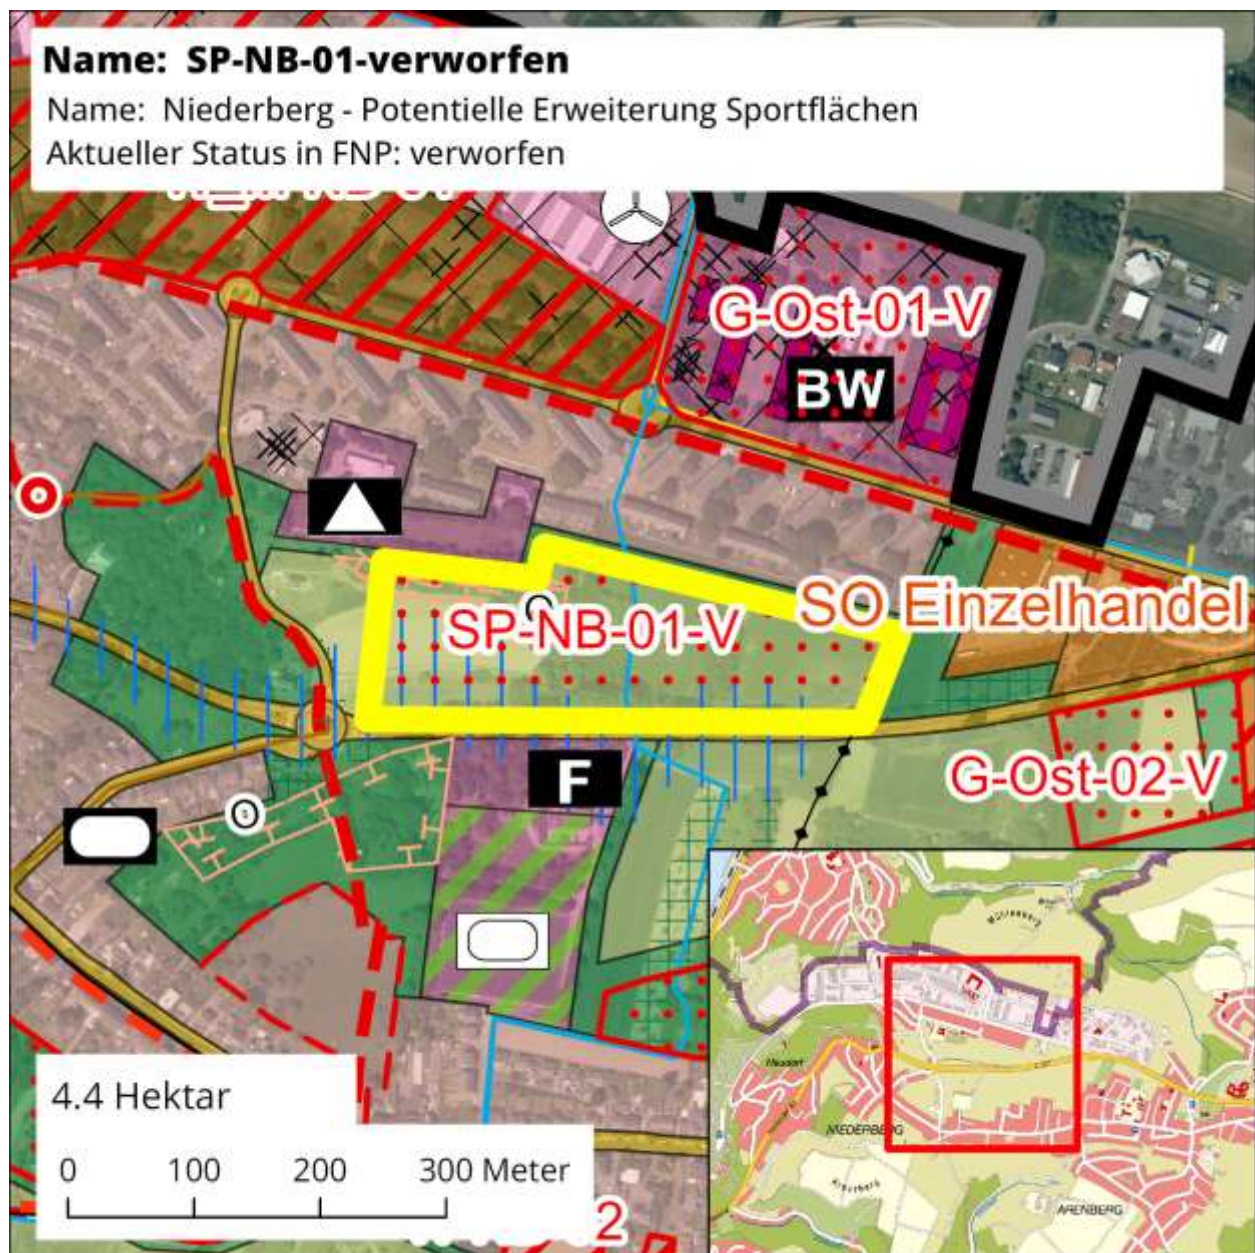 Name: SP-NB-01-verworfen
Name: Niederberg - Potentielle Erweiterung Sportflächen
Aktueller Status in FNP: verworfen
G-Ost-01-V
BW
SO Einzelhandel
SP-NB-01-V
G-Ost-02-V
F
4.4 Hektar
0 100 200 300 Meter
2
NIEDERBERG
ARENBERG